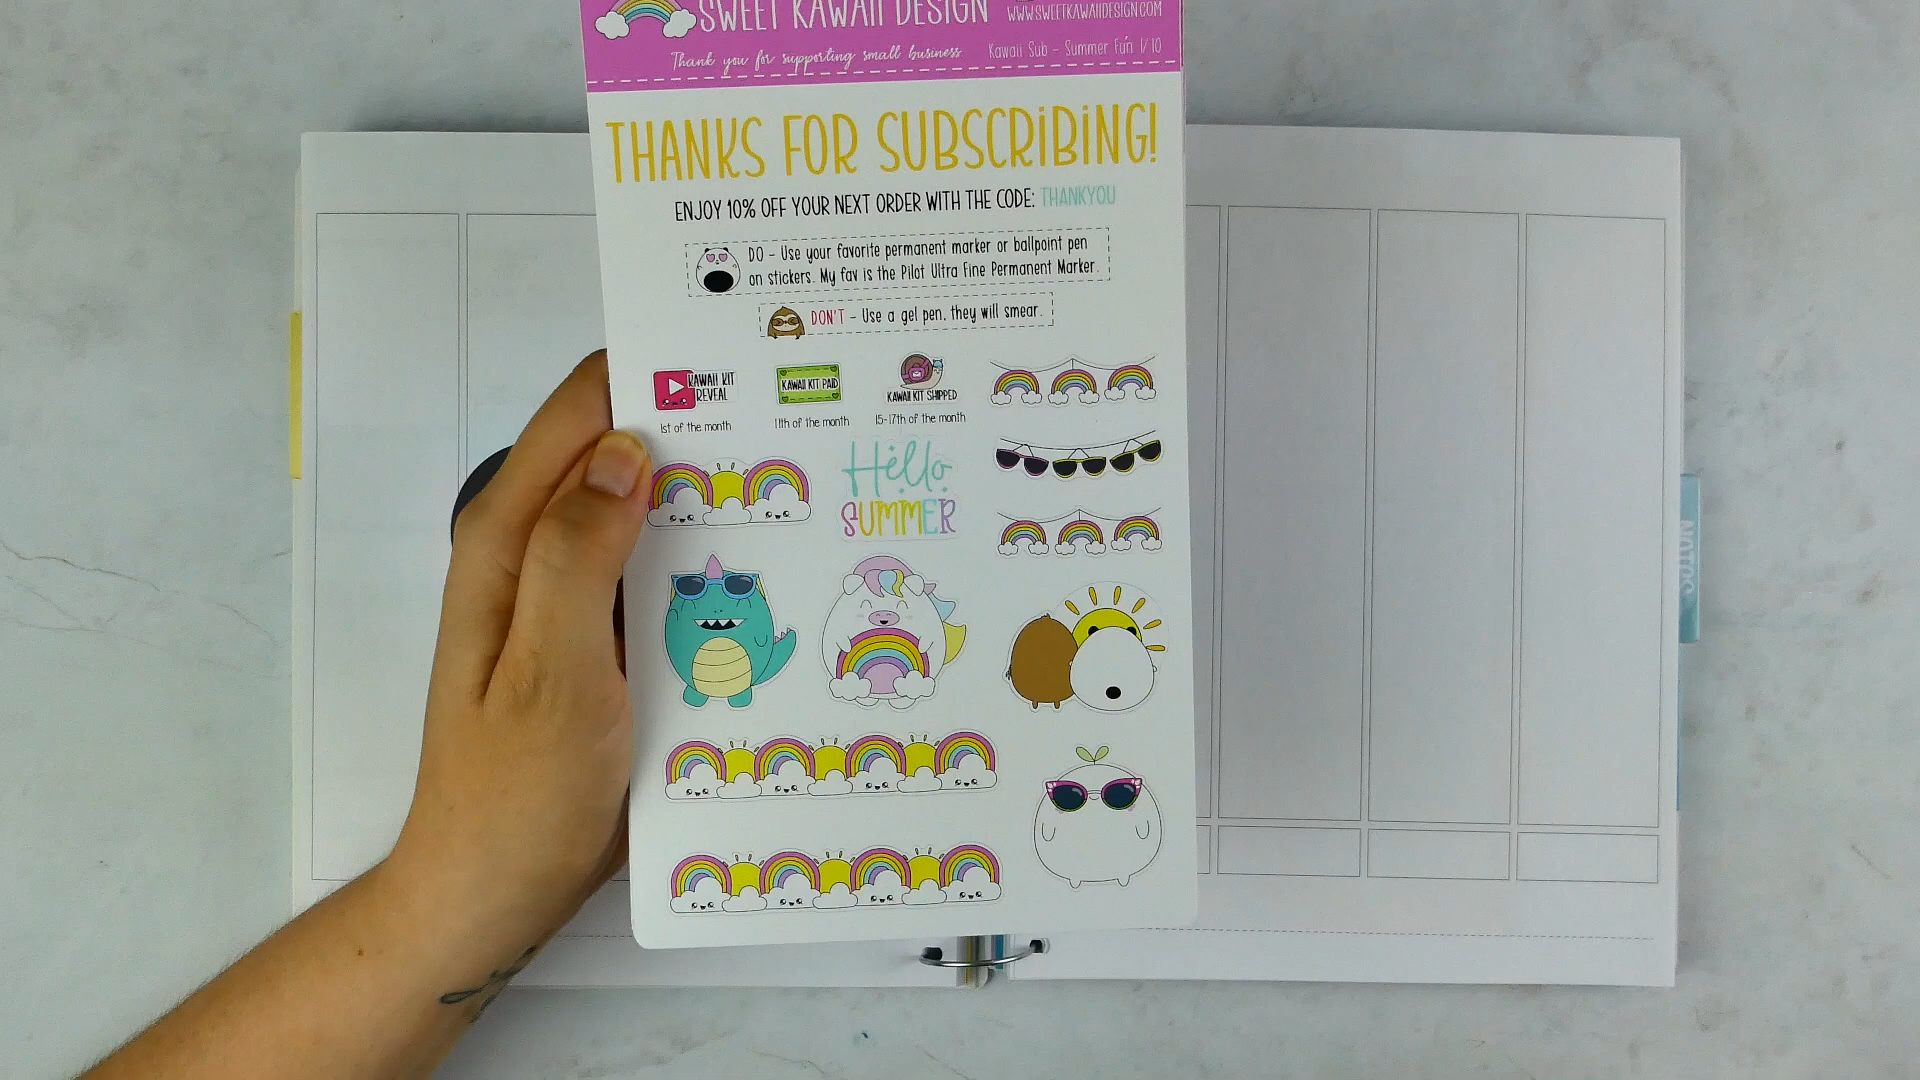 SWEET KAWAII DESIGN
WWW.SWEETKAWAIIDESIGN.COM
Thank you for supporting small business
Kawaii Sub - Summer Fun 1/10
THANKS FOR SUBSCRiBiNG!
ENJOY 10% OFF YOUR NEXT ORDER WITH THE CODE: THANKYOU
DO - Use your favorite permanent marker or ballpoint pen
on stickers. My fav is the Pilot Ultra Fine Permanent Marker.
DON'T - Use a gel pen, they will smear.
KAWAII KIT
REVEAL
1st of the month
KAWAII KIT PAID
11th of the month
KAWAII KIT SHIPPED
15-17th of the month
Hello
SUMMER